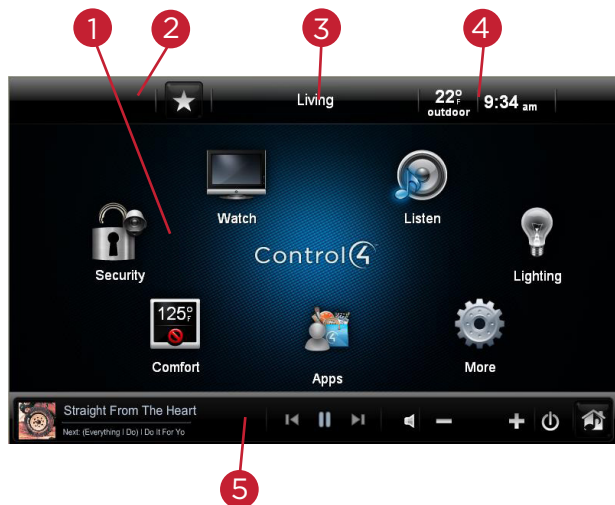 1
2
3
4
Living
22°F
outdoor
9:34 am
Watch
Listen
Security
Control4
Lighting
125°F
Comfort
4
Apps
More
Straight From The Heart
Next: (Everything I Do) I Do It For Yo
5